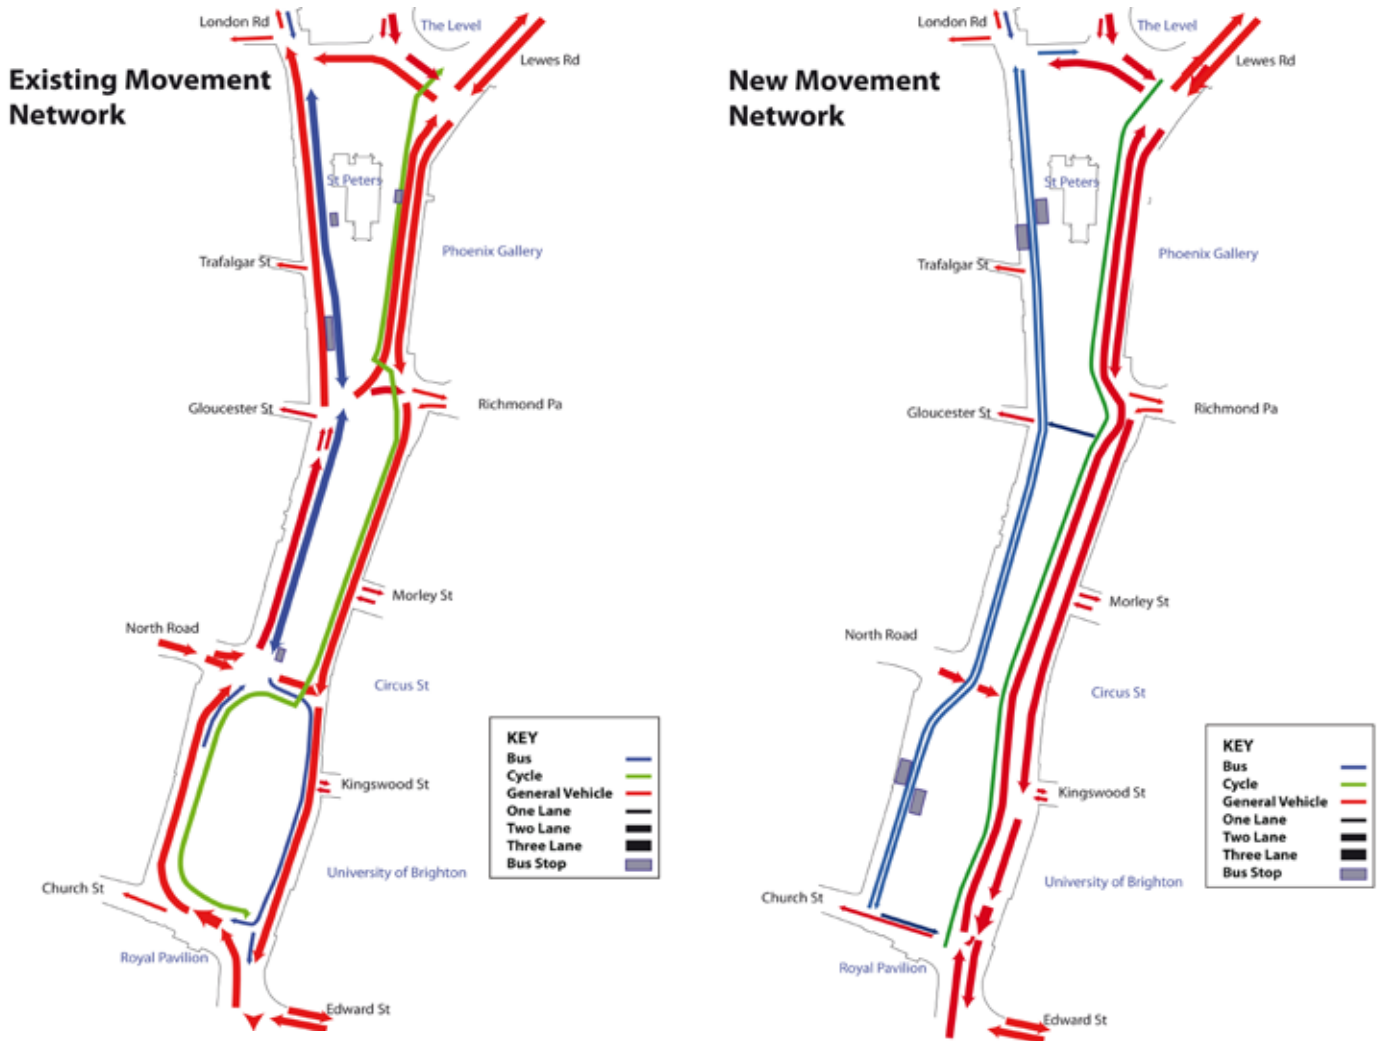 London Rd
The Level
Lewes Rd
Existing Movement
Network
St Peters
Phoenix Gallery
Trafalgar St
Gloucester St
Richmond Pa
Morley St
North Road
Circus St
KEY
Bus
Cycle
General Vehicle
One Lane
Two Lane
Three Lane
Bus Stop
Kingswood St
University of Brighton
Church St
Royal Pavilion
Edward St
London Rd
The Level
Lewes Rd
New Movement
Network
St Peters
Phoenix Gallery
Trafalgar St
Gloucester St
Richmond Pa
Morley St
North Road
Circus St
KEY
Bus
Cycle
General Vehicle
One Lane
Two Lane
Three Lane
Bus Stop
Kingswood St
University of Brighton
Church St
Royal Pavilion
Edward St